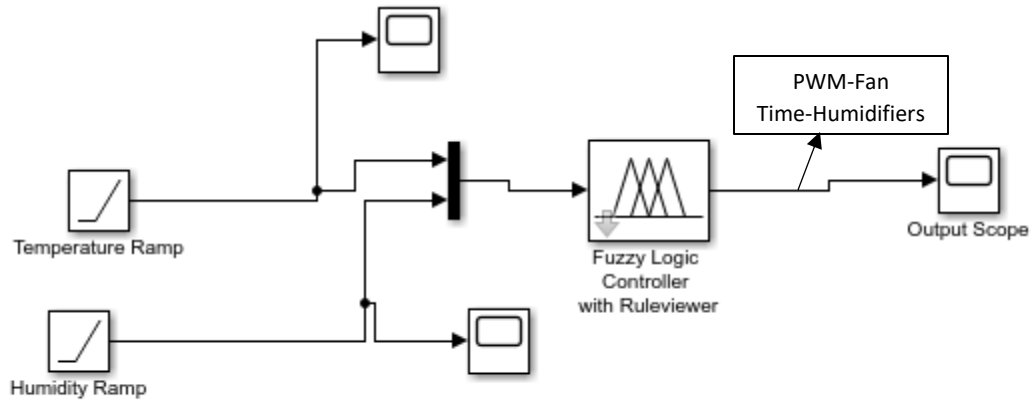 PWM-Fan
Time-Humidifiers
Temperature Ramp
Fuzzy Logic
Controller
with Ruleviewer
Output Scope
Humidity Ramp